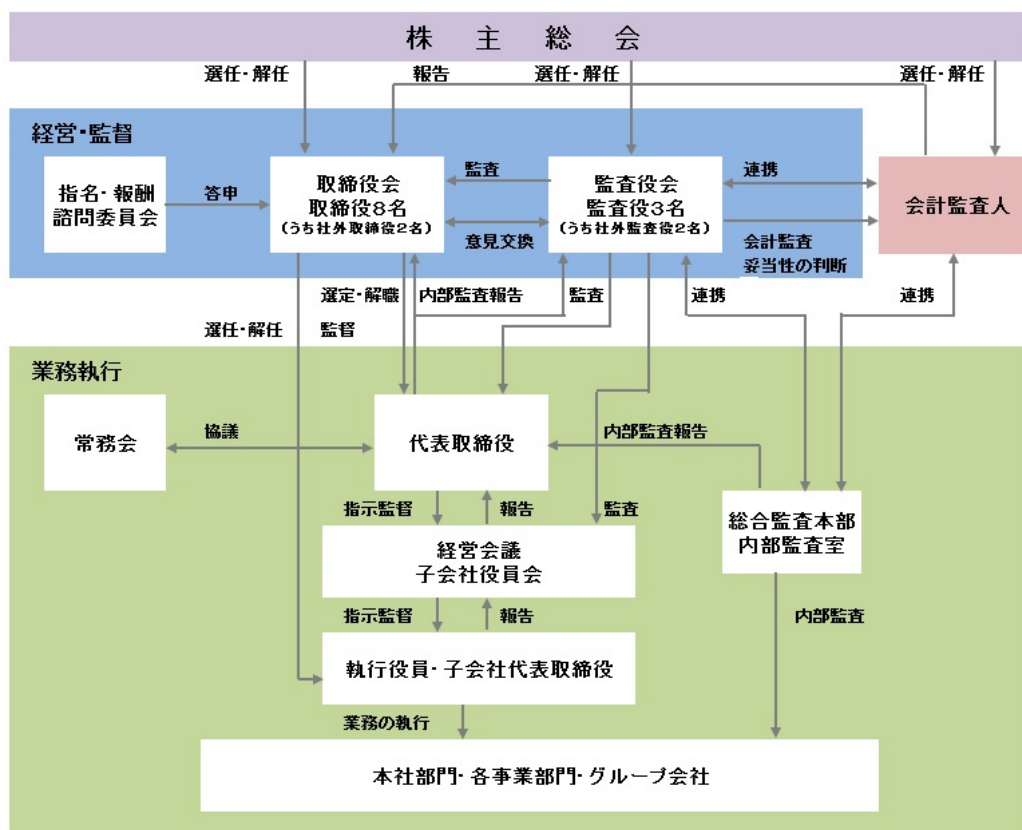 株主総会
選任・解任
報告
選任・解任
選任・解任
経営・監督
指名・報酬
諮問委員会
答申
取締役会
取締役8名
(うち社外取締役2名)
監査
意見交換
監査役会
監査役3名
(うち社外監査役2名)
連携
会計監査
妥当性の判断
会計監査人
選定・解職
内部監査報告
監査
連携
連携
選任・解任
監督
業務執行
常務会
協議
代表取締役
内部監査報告
指示監督
報告
監査
総合監査本部
内部監査室
経営会議
子会社役員会
指示監督
報告
内部監査
執行役員・子会社代表取締役
業務の執行
本社部門・各事業部門・グループ会社